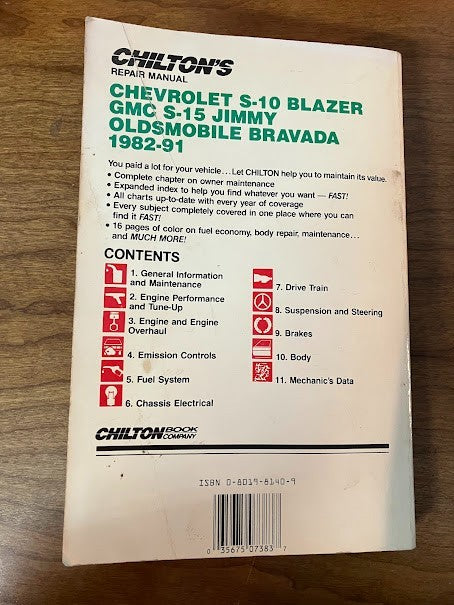 CHILTON'S
REPAIR MANUAL
CHEVROLET S-10 BLAZER
GMC S-15 JIMMY
OLDSMOBILE BRAVADA
1982-91
You paid a lot for your vehicle...Let CHILTON help you to maintain its value.
• Complete chapter on owner maintenance
• Expanded index to help you find whatever you want — FAST!
• All charts up-to-date with every year of coverage
• Every subject completely covered in one place where you can
find it FAST!
• 16 pages of color on fuel economy, body repair, maintenance...
and MUCH MORE!
CONTENTS
1. General Information
and Maintenance
2. Engine Performance
and Tune-Up
3. Engine and Engine
Overhaul
4. Emission Controls
5. Fuel System
6. Chassis Electrical
7. Drive Train
8. Suspension and Steering
9. Brakes
10. Body
11. Mechanic's Data
CHILTON BOOK COMPANY
ISBN 0-8019-8140-9
0 35675 07383 7